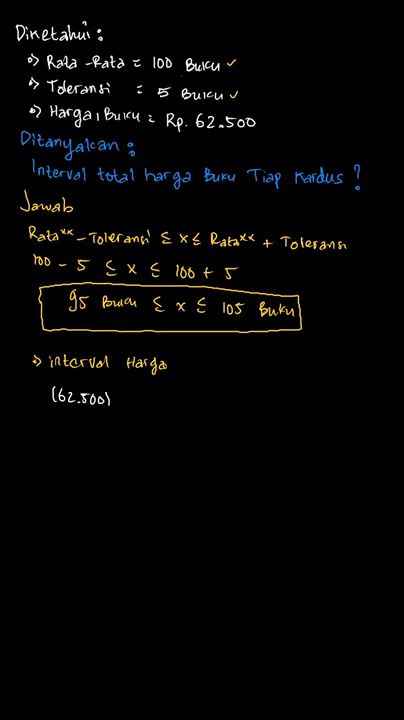 Diketahui :
•) Rata -Rata = 100 Buku ✓
•) Toleransi = 5 Buku ✓
•) Harga 1 Buku = Rp. 62.500
Ditanyakan :
Interval total harga Buku Tiap Kardus ?
Jawab
Rata** - Toleransi ≤ x ≤ Rata** + Toleransi
100 - 5 ≤ x ≤ 100 + 5
95 Buku ≤ x ≤ 105 Buku
•) interval Harga
(62.500)